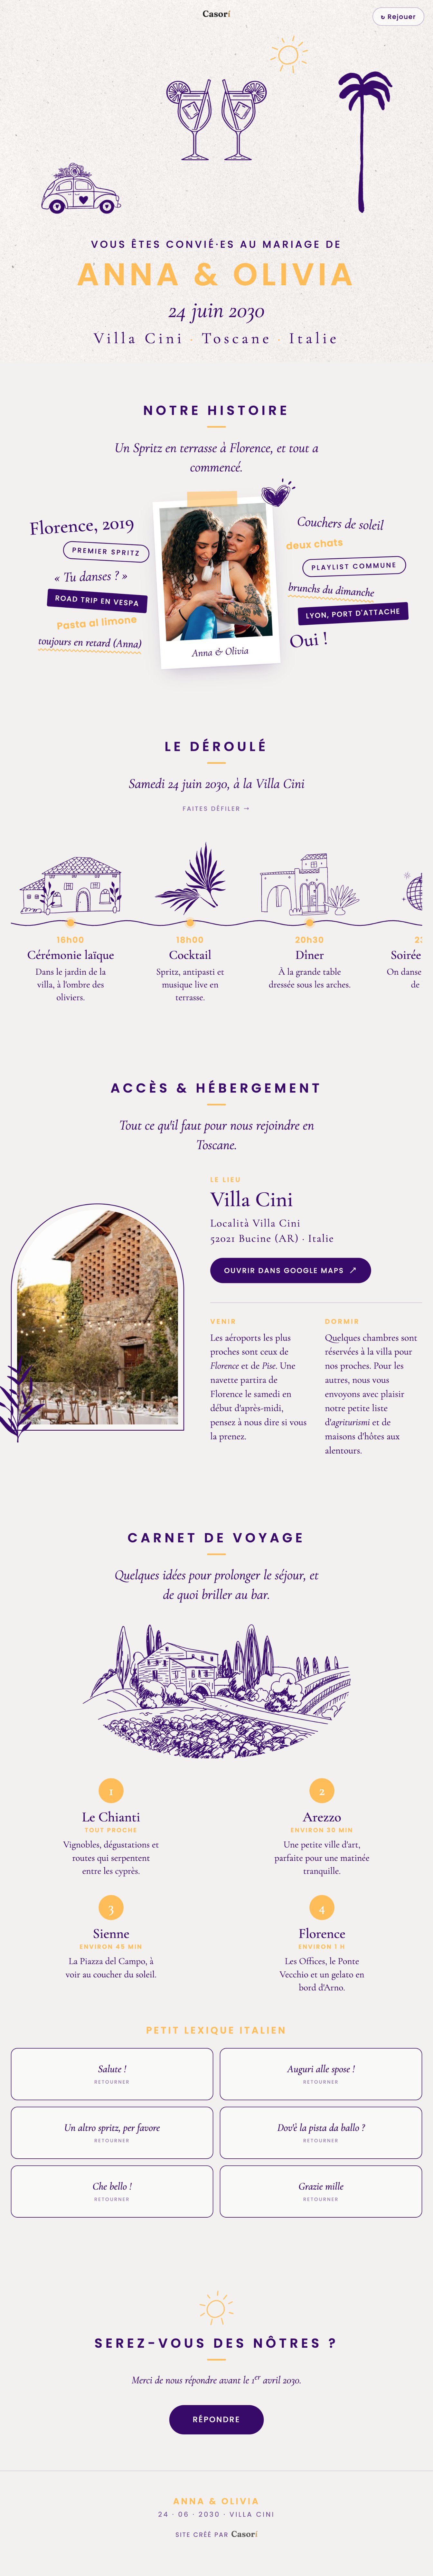 Casorí
↻ Rejouer
VOUS ÊTES CONVIÉ·ES AU MARIAGE DE
ANNA & OLIVIA
24 juin 2030
Villa Cini · Toscane · Italie
NOTRE HISTOIRE
Un Spritz en terrasse à Florence, et tout a
commencé.
Florence, 2019
PREMIER SPRITZ
« Tu danses ? »
ROAD TRIP EN VESPA
Pasta al limone
toujours en retard (Anna)
Anna & Olivia
Couchers de soleil
deux chats
PLAYLIST COMMUNE
brunchs du dimanche
LYON, PORT D'ATTACHE
Oui !
LE DÉROULÉ
Samedi 24 juin 2030, à la Villa Cini
FAITES DÉFILER →
16h00
Cérémonie laïque
Dans le jardin de la
villa, à l'ombre des
oliviers.
18h00
Cocktail
Spritz, antipasti et
musique live en
terrasse.
20h30
Dîner
À la grande table
dressée sous les arches.
Soirée
On danse
de
ACCÈS & HÉBERGEMENT
Tout ce qu'il faut pour nous rejoindre en
Toscane.
LE LIEU
Villa Cini
Località Villa Cini
52021 Bucine (AR) · Italie
OUVRIR DANS GOOGLE MAPS ↗
VENIR
Les aéroports les plus
proches sont ceux de
Florence et de Pise. Une
navette partira de
Florence le samedi en
début d'après-midi,
pensez à nous dire si vous
la prenez.
DORMIR
Quelques chambres sont
réservées à la villa pour
nos proches. Pour les
autres, nous vous
envoyons avec plaisir
notre petite liste
d'agriturismi et de
maisons d'hôtes aux
alentours.
CARNET DE VOYAGE
Quelques idées pour prolonger le séjour, et
de quoi briller au bar.
1
Le Chianti
TOUT PROCHE
Vignobles, dégustations et
routes qui serpentent
entre les cyprès.
2
Arezzo
ENVIRON 30 MIN
Une petite ville d'art,
parfaite pour une matinée
tranquille.
3
Sienne
ENVIRON 45 MIN
La Piazza del Campo, à
voir au coucher du soleil.
4
Florence
ENVIRON 1 H
Les Offices, le Ponte
Vecchio et un gelato en
bord d'Arno.
PETIT LEXIQUE ITALIEN
Salute !
RETOURNER
Auguri alle spose !
RETOURNER
Un altro spritz, per favore
RETOURNER
Dov'è la pista da ballo ?
RETOURNER
Che bello !
RETOURNER
Grazie mille
RETOURNER
SEREZ-VOUS DES NÔTRES ?
Merci de nous répondre avant le 1er avril 2030.
RÉPONDRE
ANNA & OLIVIA
24 · 06 · 2030 · VILLA CINI
SITE CRÉÉ PAR Casorí